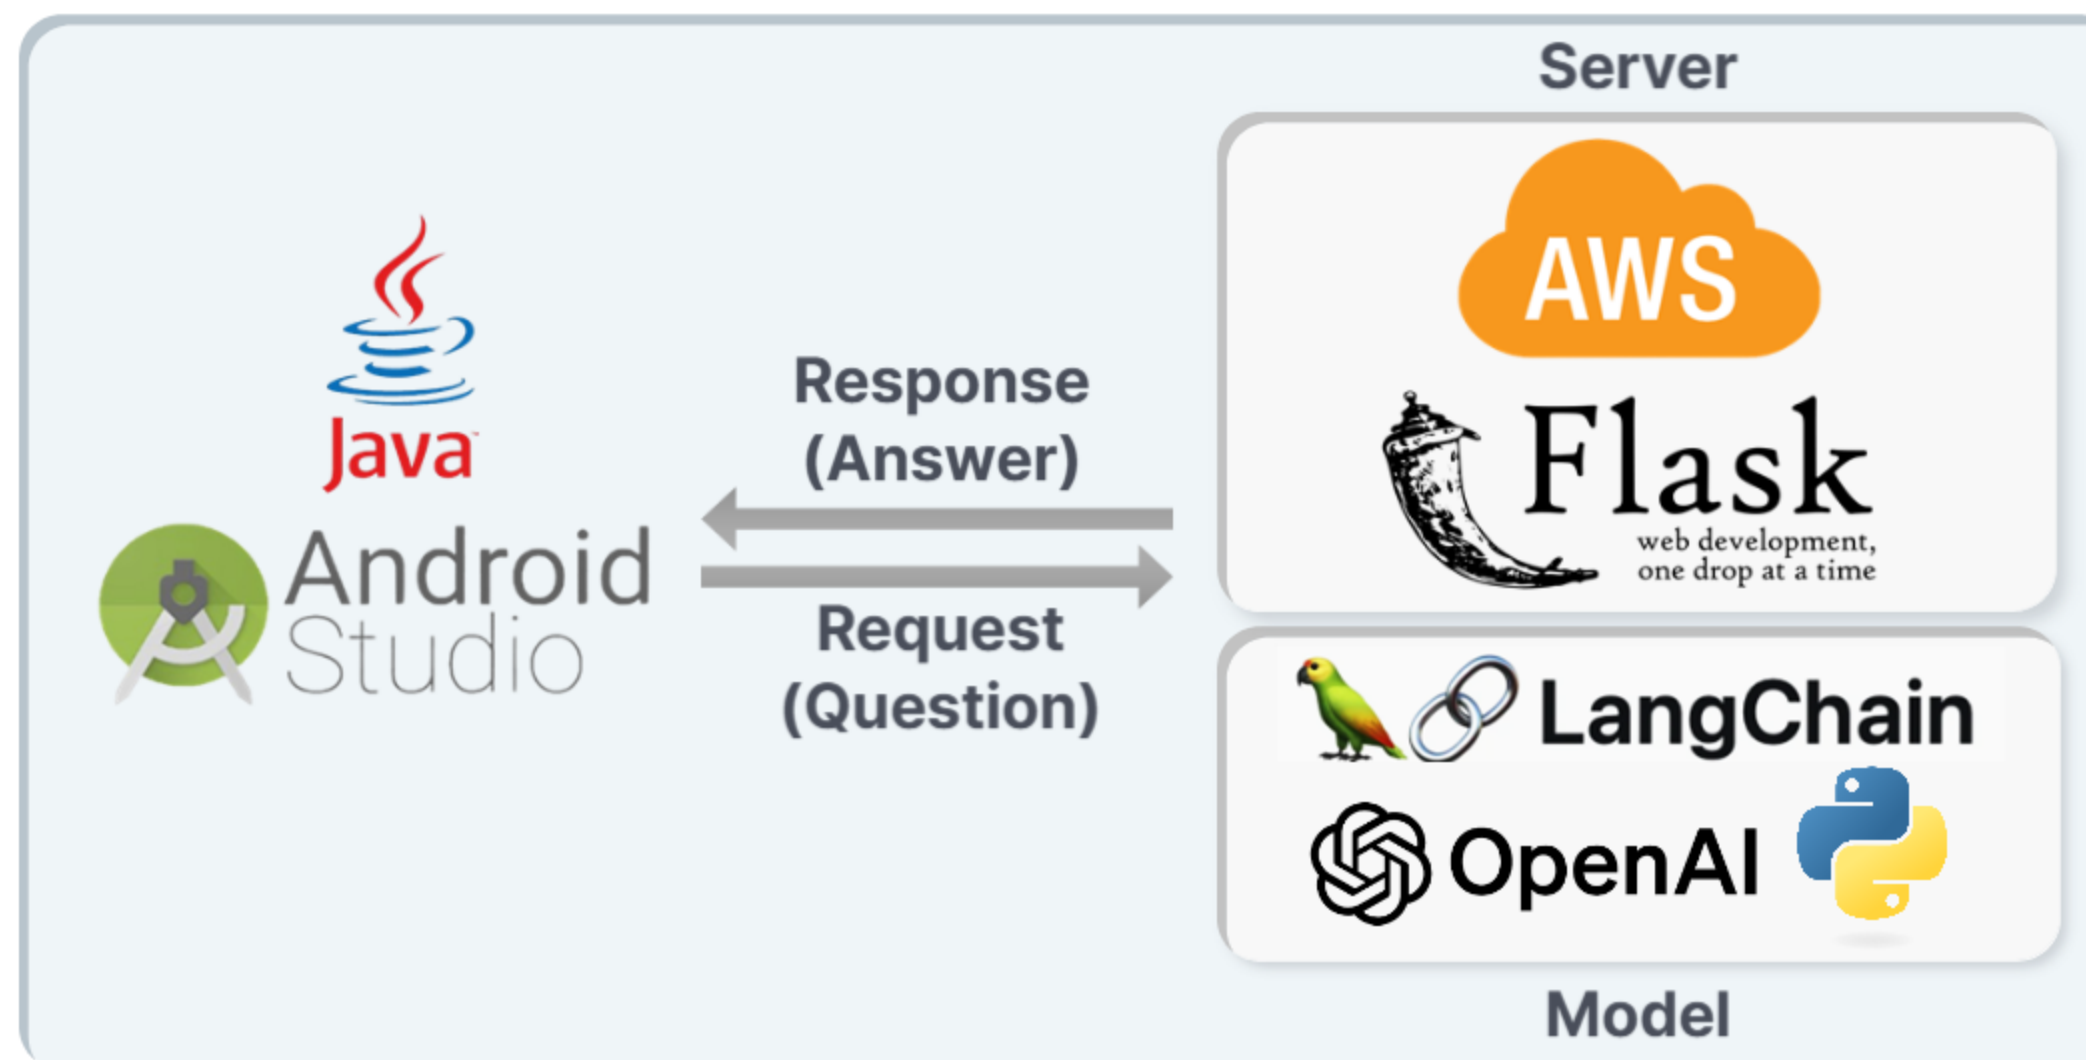 Server
AWS
Flask
web development,
one drop at a time
Java
Android
Studio
Response
(Answer)
Request
(Question)
LangChain
OpenAI
Model